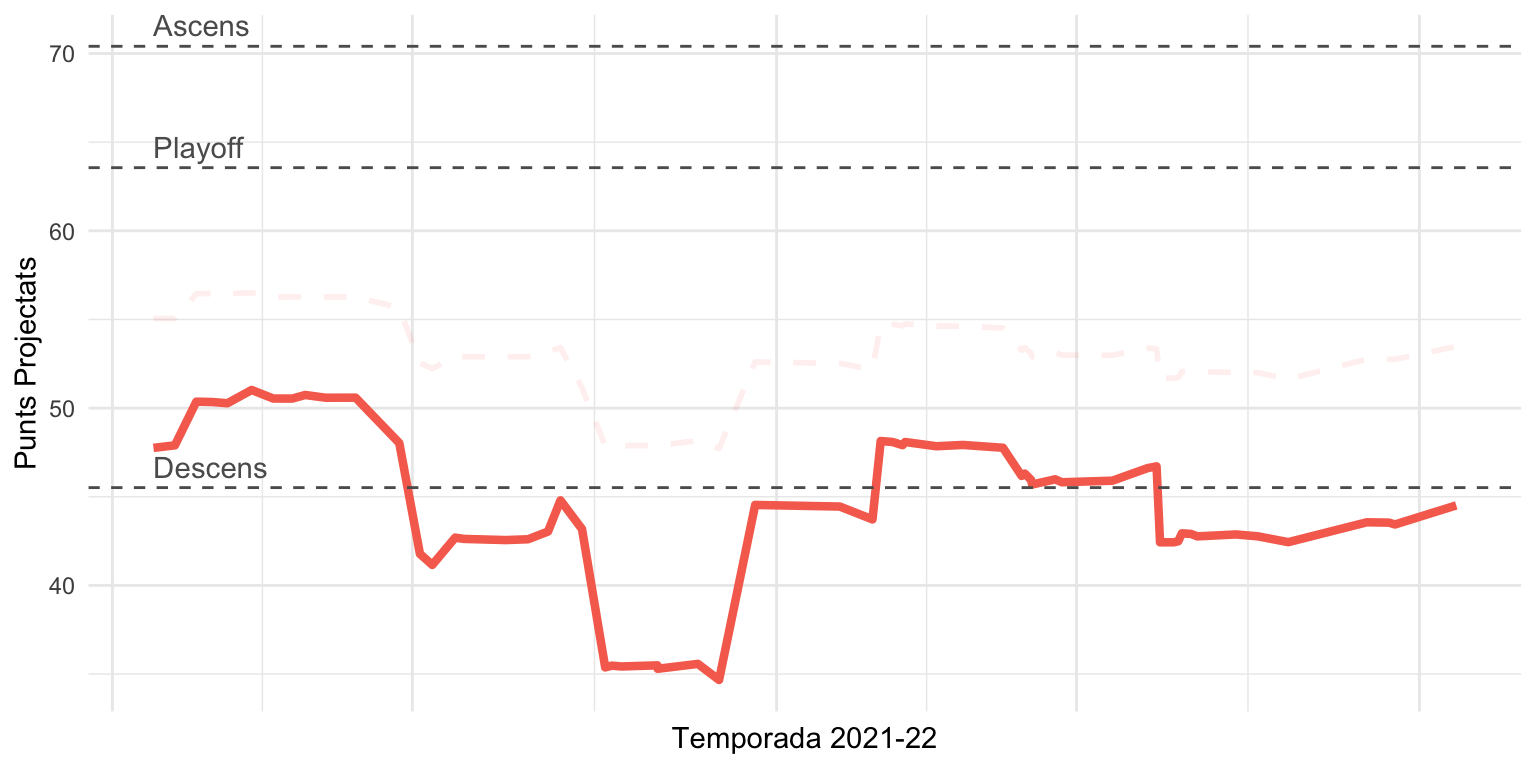 Ascens
70
Playoff
60
50
Descens
40
Punts Projectats
Temporada 2021-22